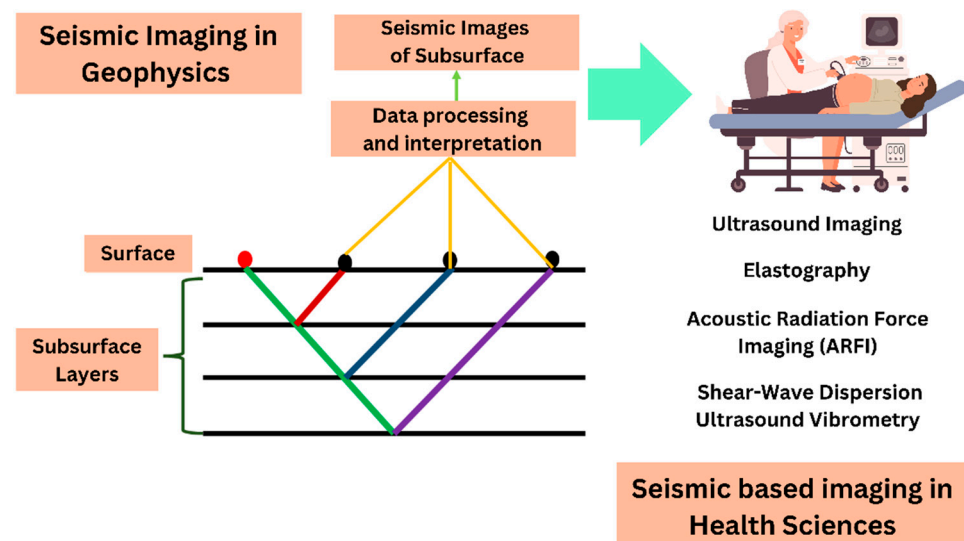 Seismic Imaging in
Geophysics
Seismic Images
of Subsurface
Data processing
and interpretation
Surface
Subsurface
Layers
Ultrasound Imaging
Elastography
Acoustic Radiation Force
Imaging (ARFI)
Shear-Wave Dispersion
Ultrasound Vibrometry
Seismic based imaging in
Health Sciences